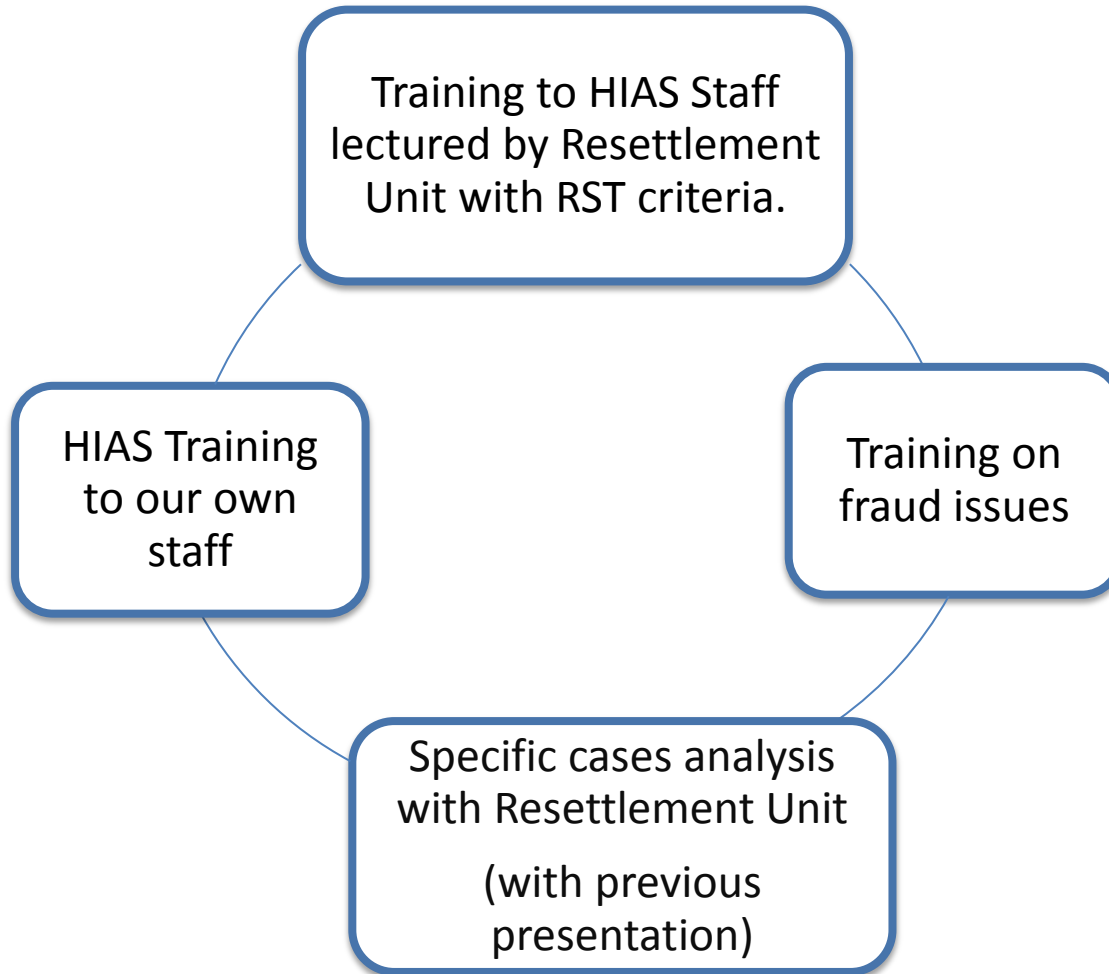 Training to HIAS Staff
lectured by Resettlement
Unit with RST criteria.
Training on
fraud issues
Specific cases analysis
with Resettlement Unit
(with previous
presentation)
HIAS Training
to our own
staff